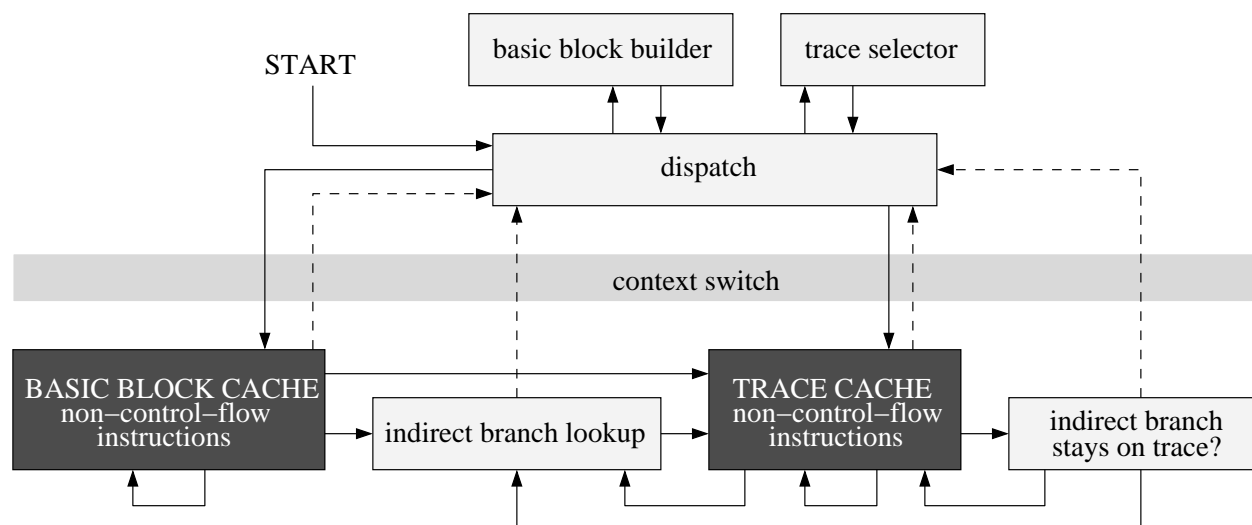 basic block builder
trace selector
START
dispatch
context switch
BASIC BLOCK CACHE
non−control−flow
instructions
indirect branch lookup
TRACE CACHE
non−control−flow
instructions
indirect branch
stays on trace?